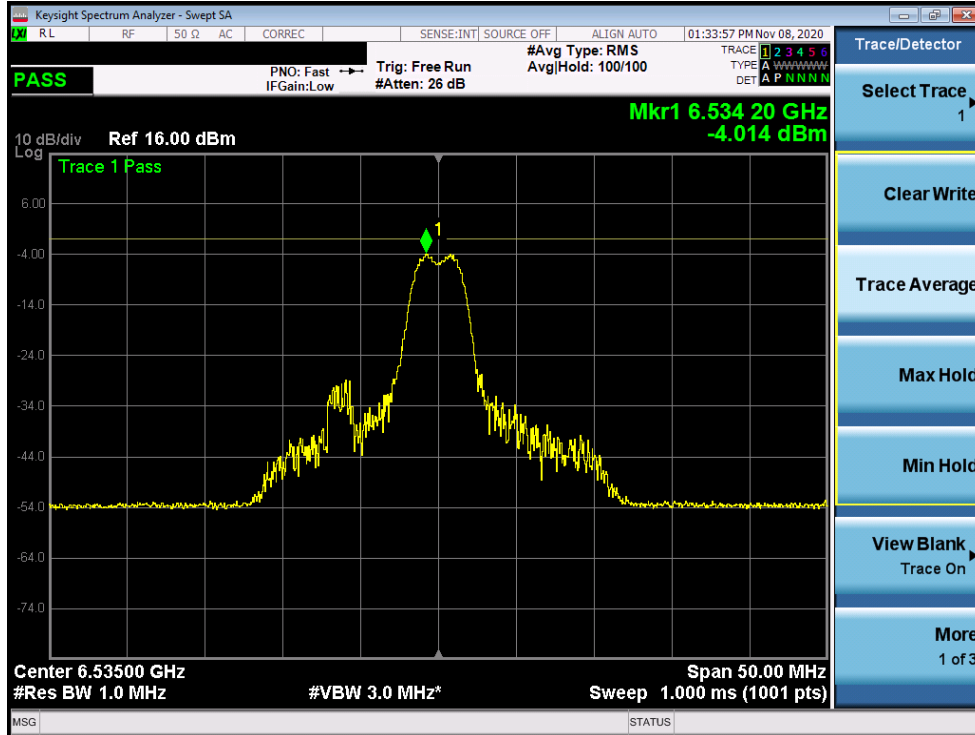 Keysight Spectrum Analyzer - Swept SA
LXI RL RF 50 Ω AC CORREC SENSE:INT SOURCE OFF ALIGN AUTO 01:33:57 PM Nov 08, 2020
PASS
PNO: Fast
IFGain:Low
Trig: Free Run
#Atten: 26 dB
#Avg Type: RMS
Avg|Hold: 100/100
TRACE 1 2 3 4 5 6
TYPE A WWWWW
DET A P N N N N
Mkr1 6.534 20 GHz
-4.014 dBm
10 dB/div Ref 16.00 dBm
Log
Trace 1 Pass
1
6.00
-4.00
-14.0
-24.0
-34.0
-44.0
-54.0
-64.0
-74.0
Center 6.53500 GHz Span 50.00 MHz
#Res BW 1.0 MHz #VBW 3.0 MHz* Sweep 1.000 ms (1001 pts)
MSG STATUS
Trace/Detector
Select Trace
1
Clear Write
Trace Average
Max Hold
Min Hold
View Blank
Trace On
More
1 of 3